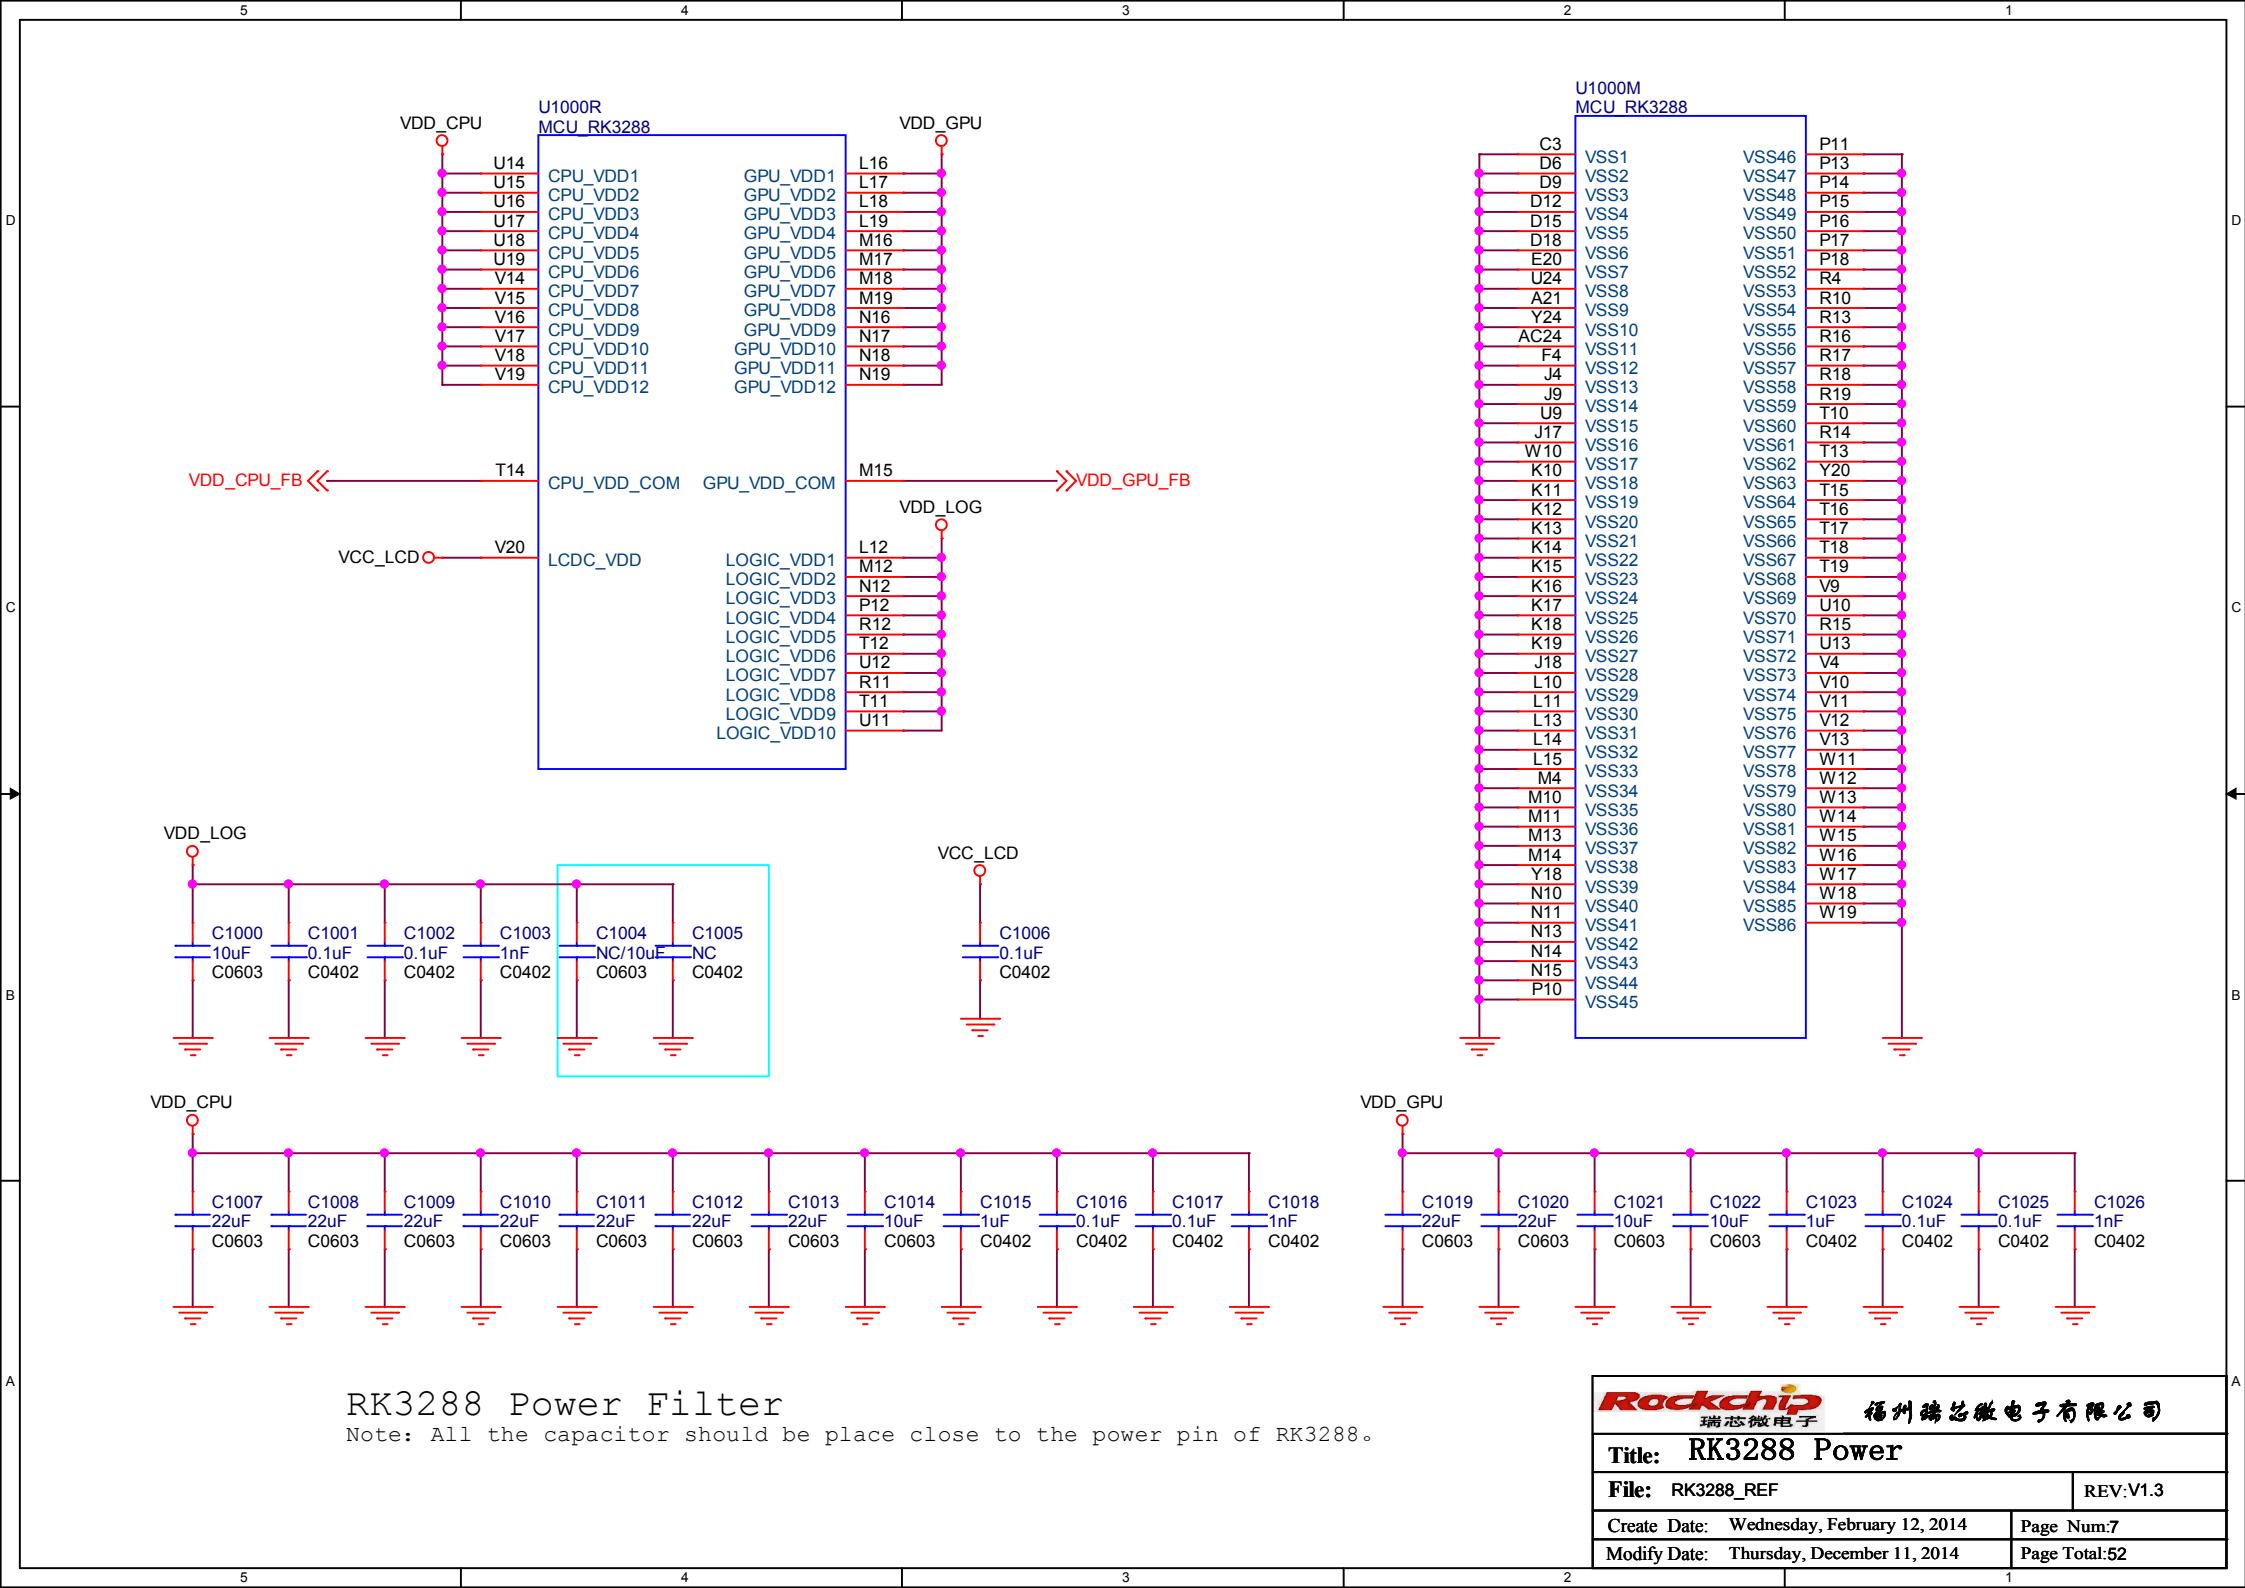 5 4 3 2 1
D
C
B
A
D
C
B
A
U1000R
MCU_RK3288
VDD_CPU
VDD_GPU
U14 CPU_VDD1 GPU_VDD1 L16
U15 CPU_VDD2 GPU_VDD2 L17
U16 CPU_VDD3 GPU_VDD3 L18
U17 CPU_VDD4 GPU_VDD4 L19
U18 CPU_VDD5 GPU_VDD5 M16
U19 CPU_VDD6 GPU_VDD6 M17
V14 CPU_VDD7 GPU_VDD7 M18
V15 CPU_VDD8 GPU_VDD8 M19
V16 CPU_VDD9 GPU_VDD9 N16
V17 CPU_VDD10 GPU_VDD10 N17
V18 CPU_VDD11 GPU_VDD11 N18
V19 CPU_VDD12 GPU_VDD12 N19
VDD_CPU_FB T14 CPU_VDD_COM GPU_VDD_COM M15 VDD_GPU_FB
VDD_LOG
VCC_LCD V20 LCDC_VDD LOGIC_VDD1 L12
LOGIC_VDD2 M12
LOGIC_VDD3 N12
LOGIC_VDD4 P12
LOGIC_VDD5 R12
LOGIC_VDD6 T12
LOGIC_VDD7 U12
LOGIC_VDD8 R11
LOGIC_VDD9 T11
LOGIC_VDD10 U11
U1000M
MCU_RK3288
C3 VSS1 VSS46 P11
D6 VSS2 VSS47 P13
D9 VSS3 VSS48 P14
D12 VSS4 VSS49 P15
D15 VSS5 VSS50 P16
D18 VSS6 VSS51 P17
E20 VSS7 VSS52 P18
U24 VSS8 VSS53 R4
A21 VSS9 VSS54 R10
Y24 VSS10 VSS55 R13
AC24 VSS11 VSS56 R16
F4 VSS12 VSS57 R17
J4 VSS13 VSS58 R18
J9 VSS14 VSS59 R19
U9 VSS15 VSS60 T10
J17 VSS16 VSS61 R14
W10 VSS17 VSS62 T13
K10 VSS18 VSS63 Y20
K11 VSS19 VSS64 T15
K12 VSS20 VSS65 T16
K13 VSS21 VSS66 T17
K14 VSS22 VSS67 T18
K15 VSS23 VSS68 T19
K16 VSS24 VSS69 V9
K17 VSS25 VSS70 U10
K18 VSS26 VSS71 R15
K19 VSS27 VSS72 U13
J18 VSS28 VSS73 V4
L10 VSS29 VSS74 V10
L11 VSS30 VSS75 V11
L13 VSS31 VSS76 V12
L14 VSS32 VSS77 V13
L15 VSS33 VSS78 W11
M4 VSS34 VSS79 W12
M10 VSS35 VSS80 W13
M11 VSS36 VSS81 W14
M13 VSS37 VSS82 W15
M14 VSS38 VSS83 W16
Y18 VSS39 VSS84 W17
N10 VSS40 VSS85 W18
N11 VSS41 VSS86 W19
N13 VSS42
N14 VSS43
N15 VSS44
P10 VSS45
VDD_LOG
C1000 C1001 C1002 C1003 C1004 C1005
10uF 0.1uF 0.1uF 1nF NC/10uF NC
C0603 C0402 C0402 C0402 C0603 C0402
VCC_LCD
C1006
0.1uF
C0402
VDD_CPU
C1007 C1008 C1009 C1010 C1011 C1012 C1013 C1014 C1015 C1016 C1017 C1018
22uF 22uF 22uF 22uF 22uF 22uF 22uF 10uF 1uF 0.1uF 0.1uF 1nF
C0603 C0603 C0603 C0603 C0603 C0603 C0603 C0603 C0402 C0402 C0402 C0402
VDD_GPU
C1019 C1020 C1021 C1022 C1023 C1024 C1025 C1026
22uF 22uF 10uF 10uF 1uF 0.1uF 0.1uF 1nF
C0603 C0603 C0603 C0603 C0402 C0402 C0402 C0402
RK3288 Power Filter
Note: All the capacitor should be place close to the power pin of RK3288。
Rockchip
瑞芯微电子
福州瑞芯微电子有限公司
Title: RK3288 Power
File: RK3288_REF REV:V1.3
Create Date: Wednesday, February 12, 2014 Page Num:7
Modify Date: Thursday, December 11, 2014 Page Total:52
5 4 3 2 1